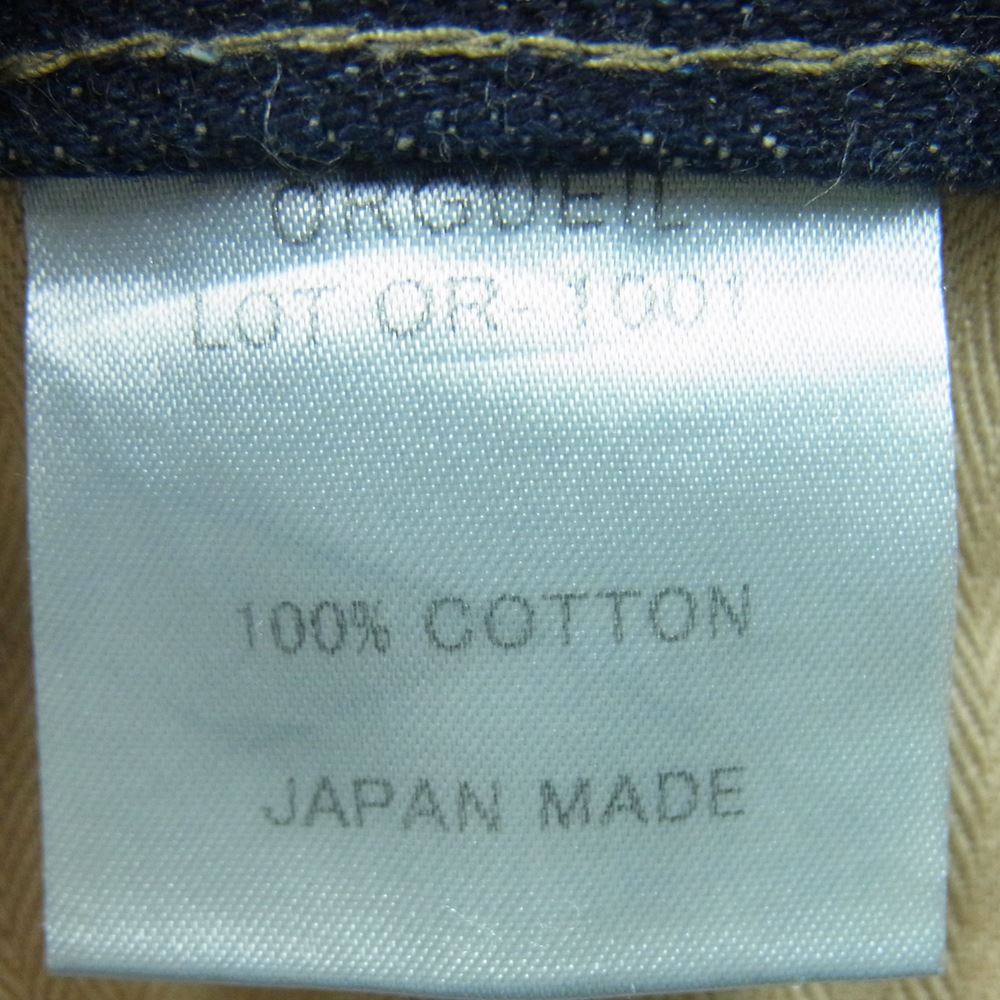 ORGUEIL
LOT OR-1001
100% COTTON
JAPAN MADE